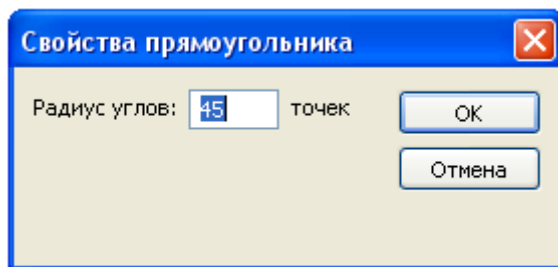 Свойства прямоугольника
Радиус углов: 45 точек
OK
Отмена